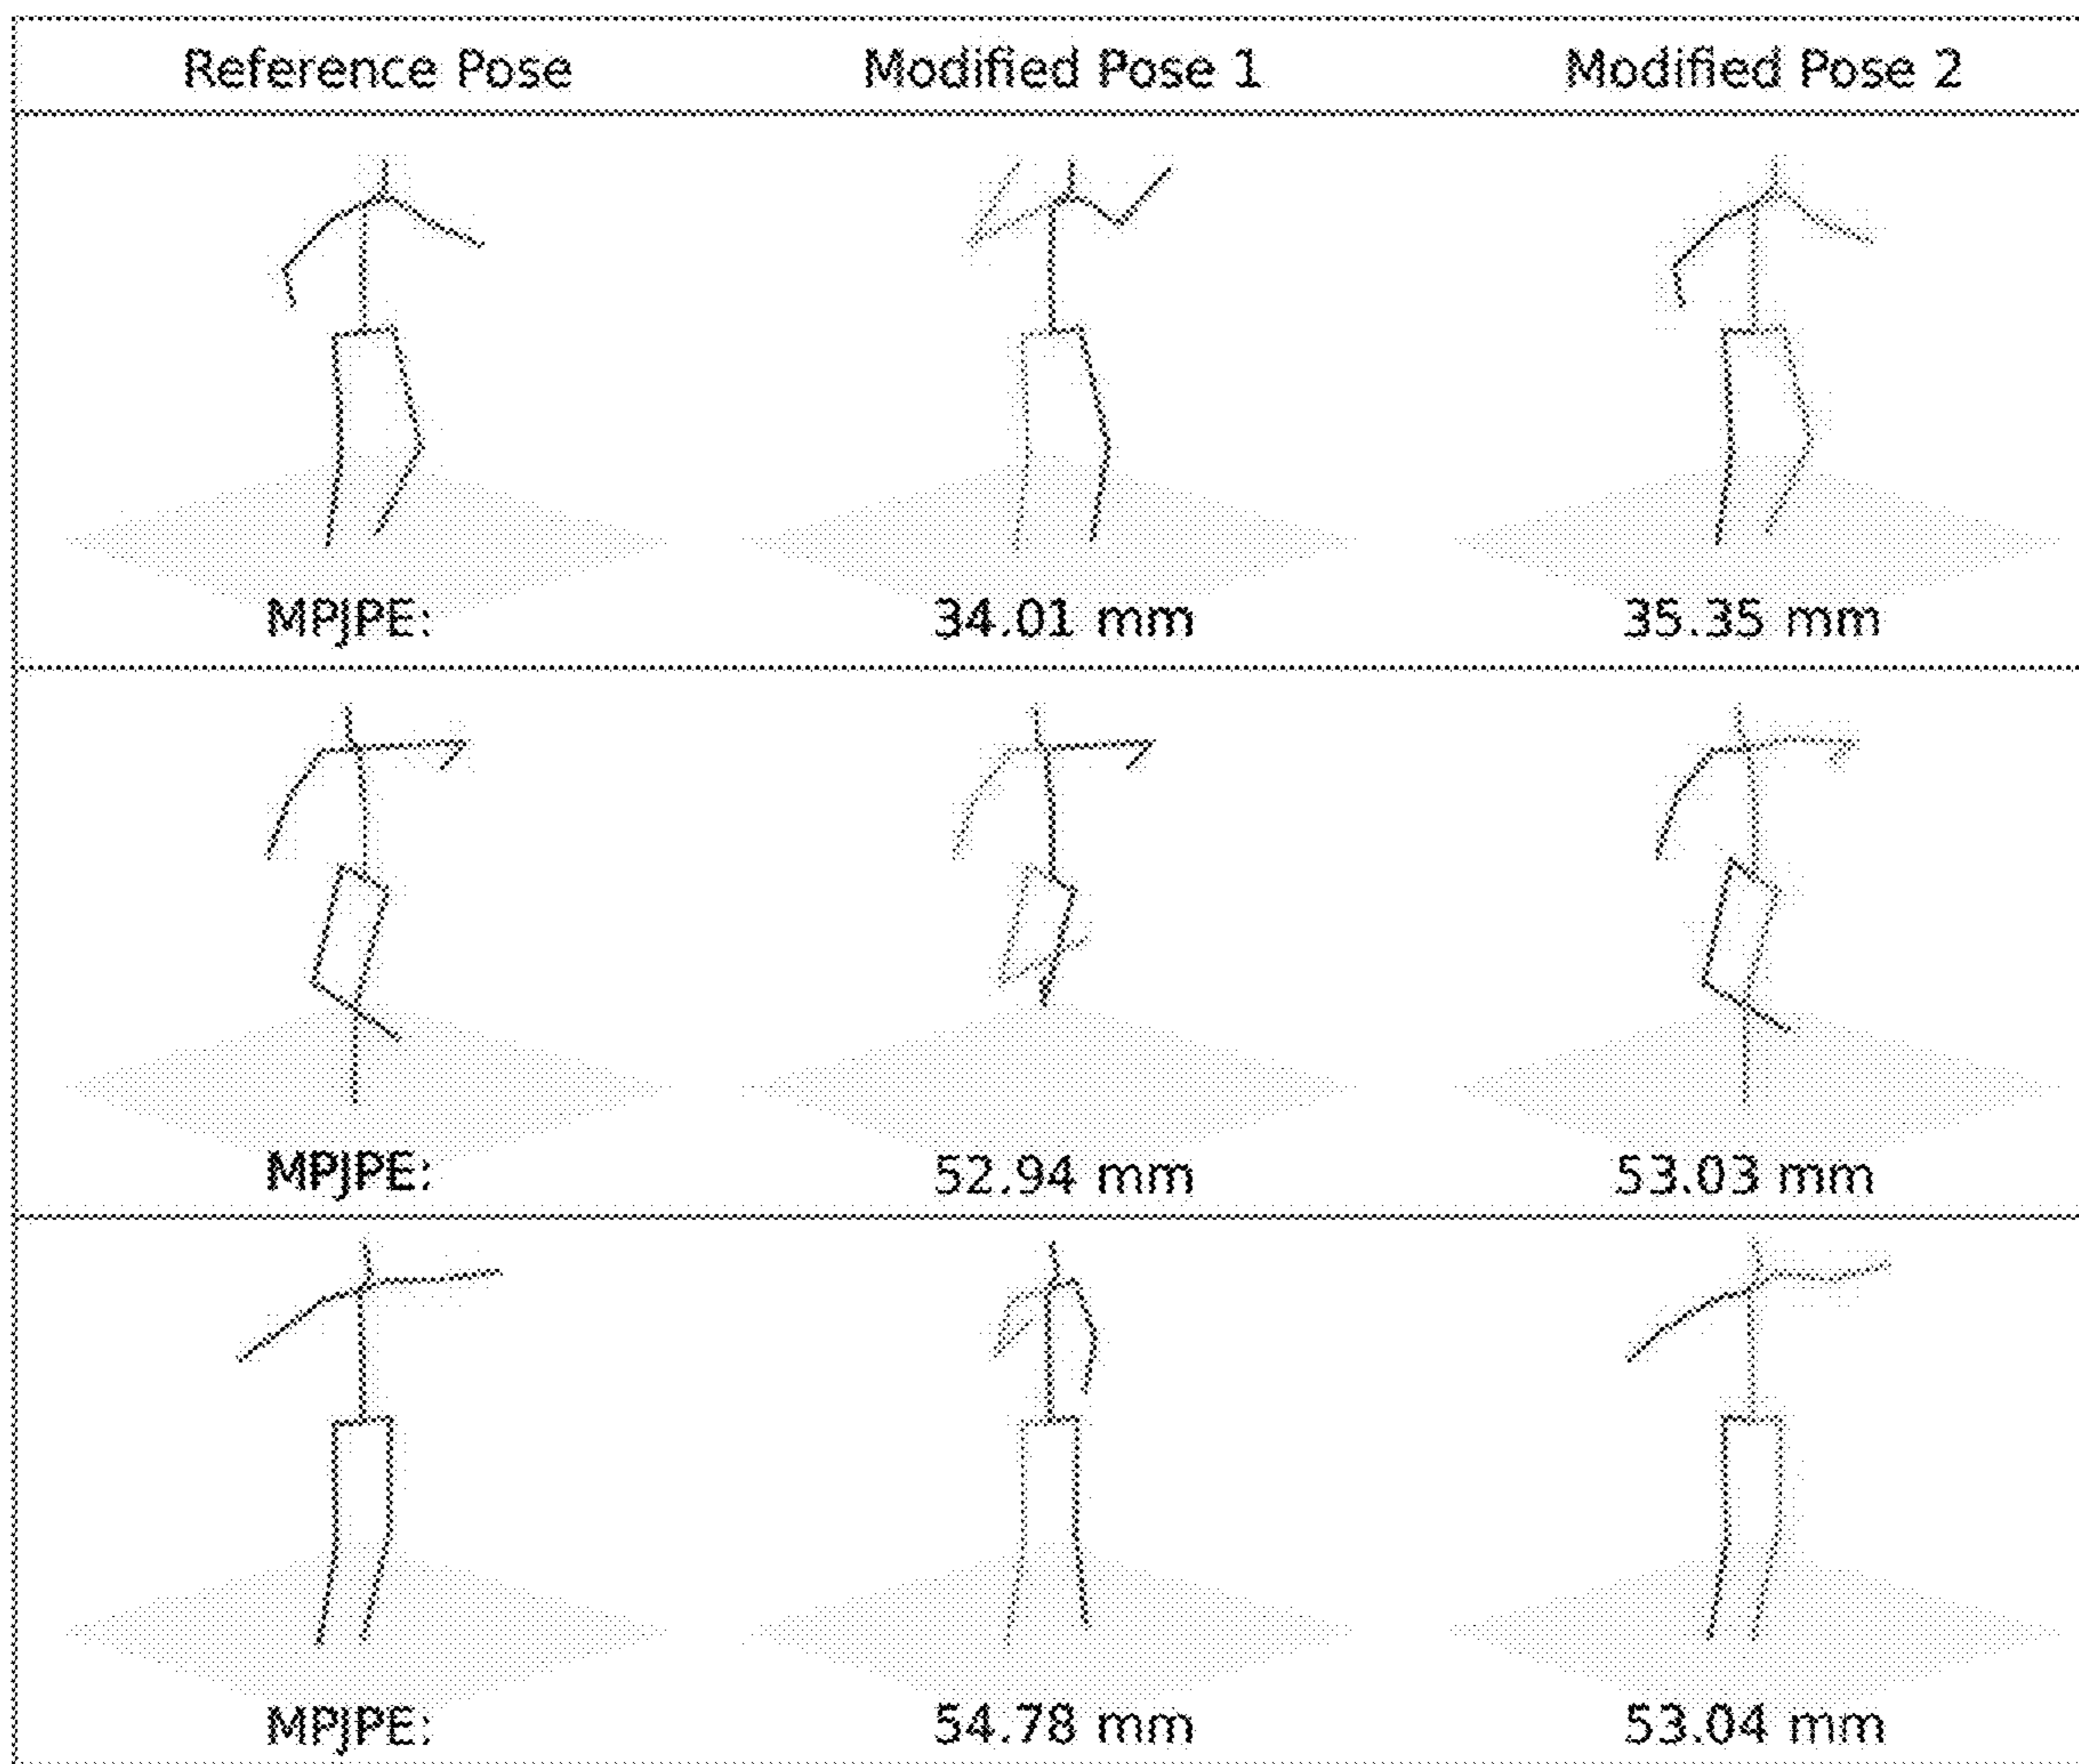 Reference Pose Modified Pose 1 Modified Pose 2
MPJPE: 34.01 mm 35.35 mm
MPJPE: 52.94 mm 53.03 mm
MPJPE: 54.78 mm 53.04 mm